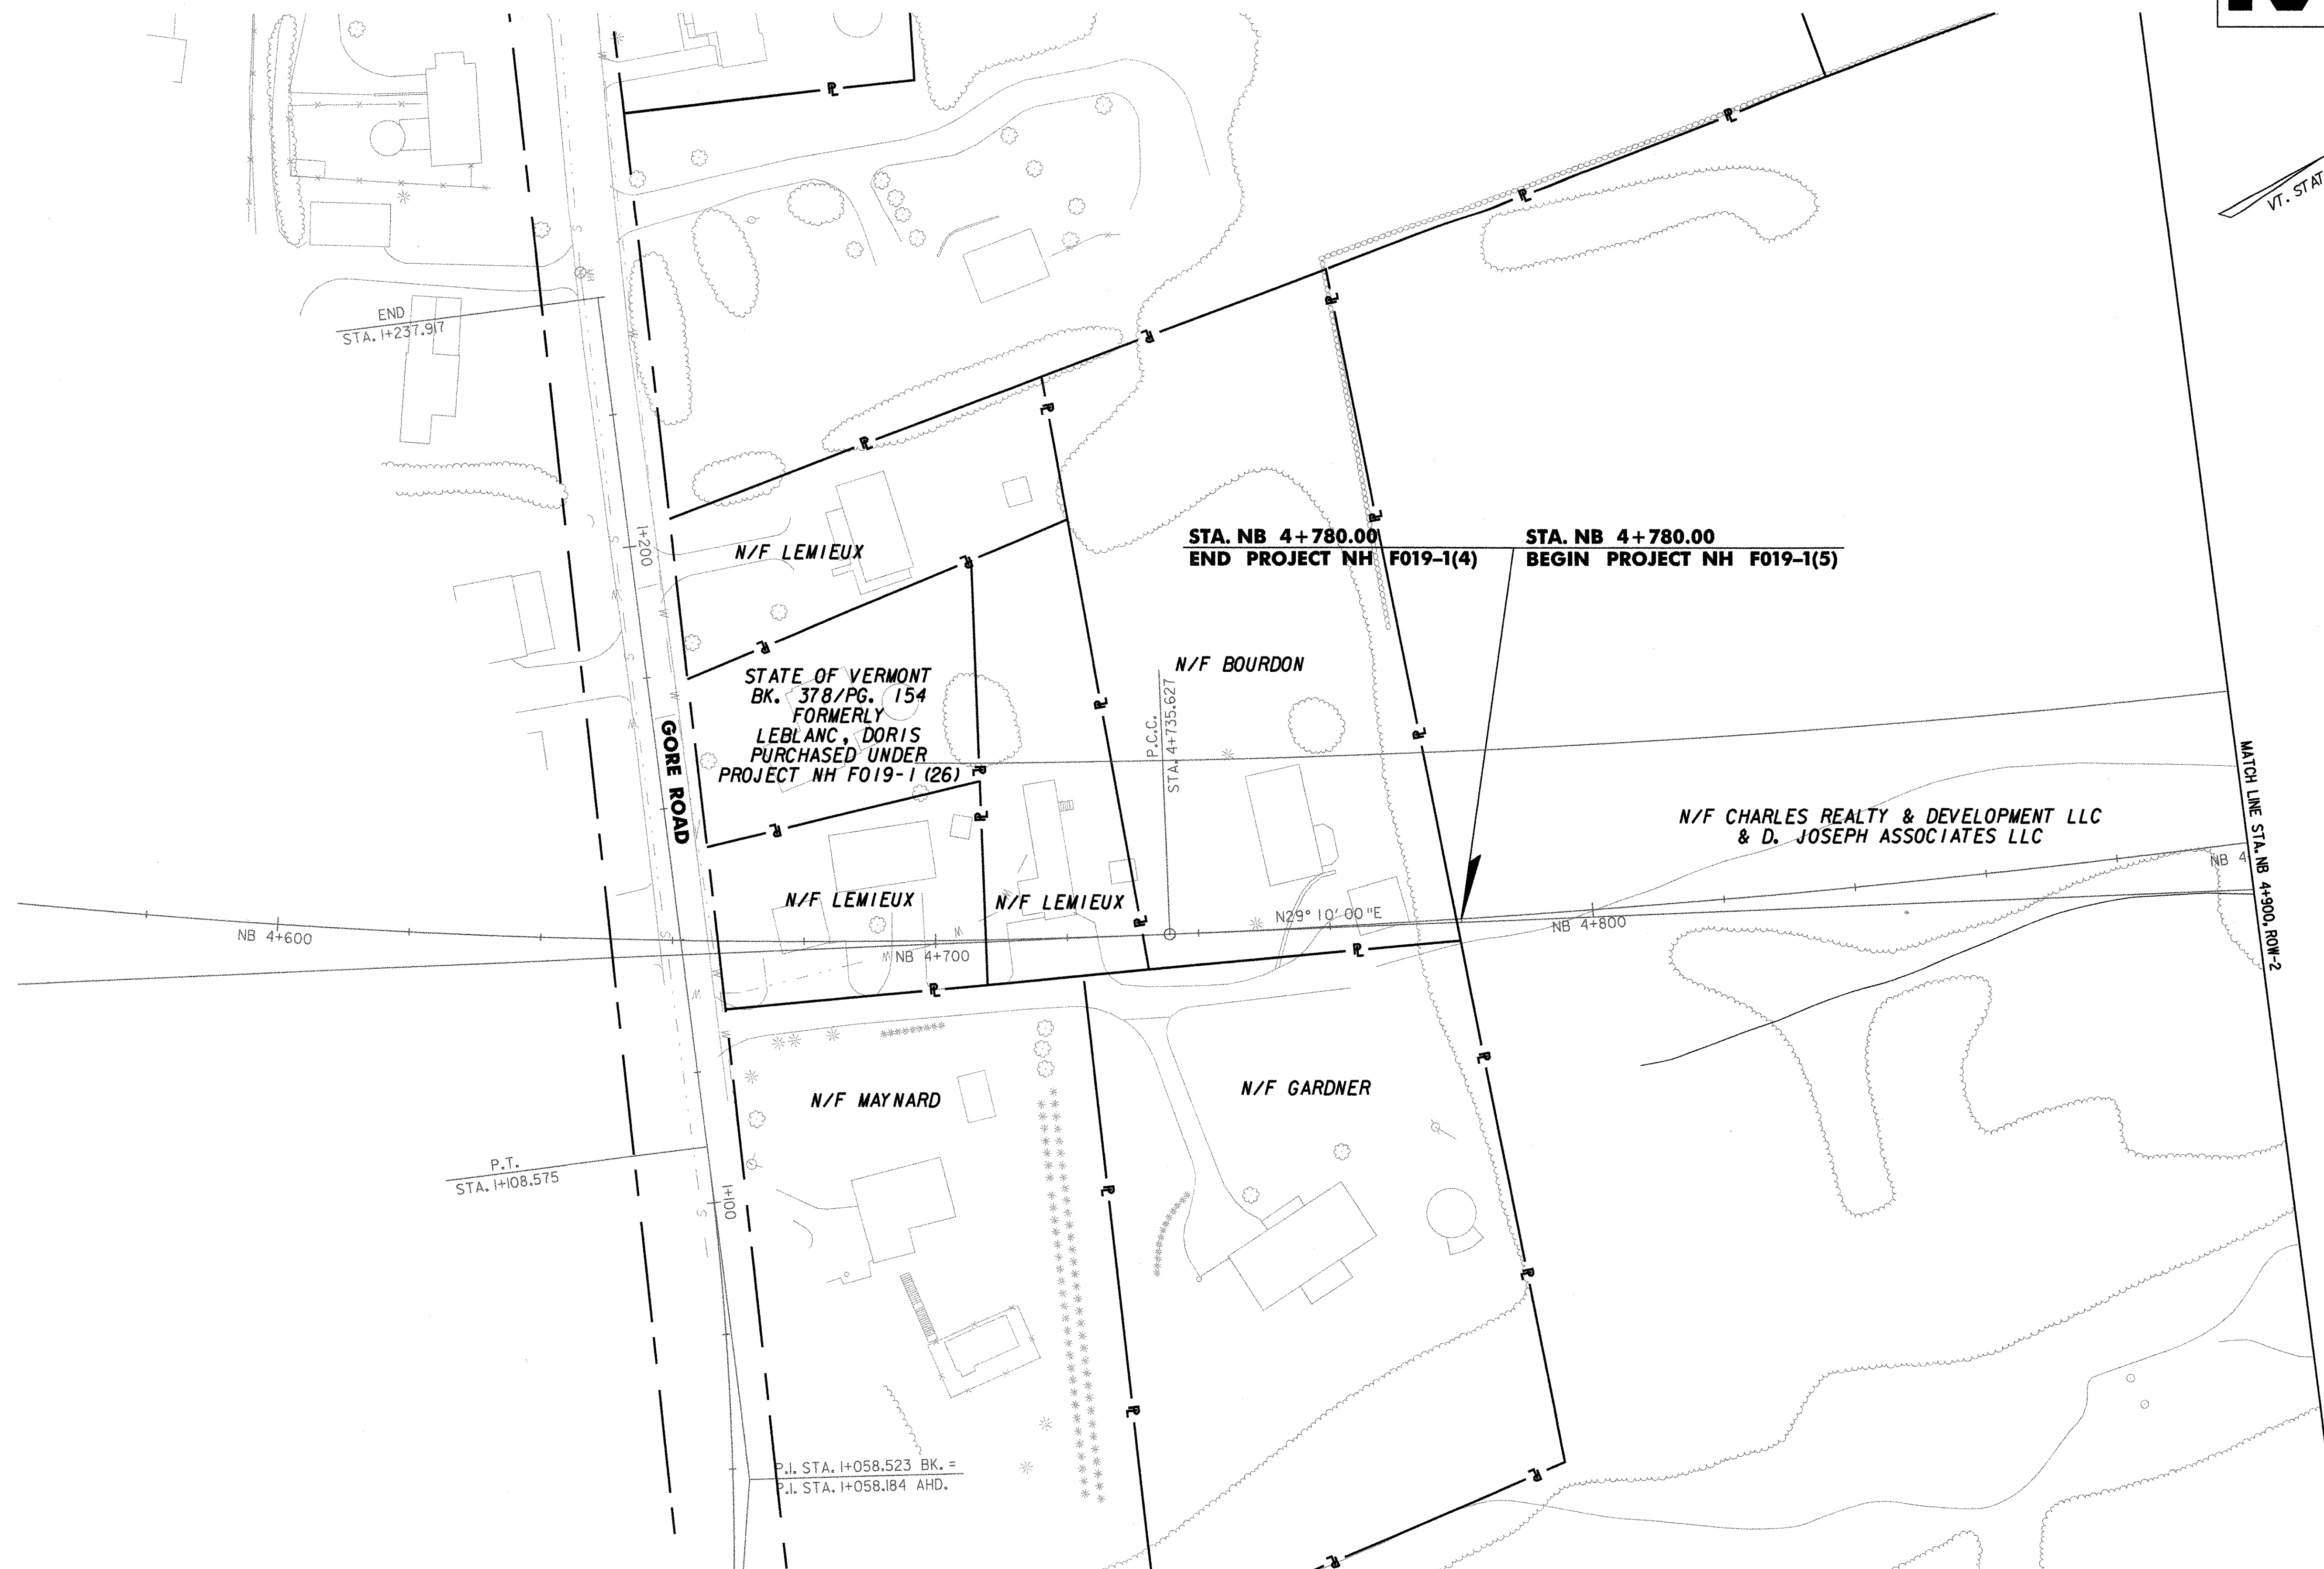 VT. STAT
END
STA. 1+237.917
1+200
N/F LEMIEUX
STA. NB 4+780.00
END PROJECT NH F019-1(4)
STA. NB 4+780.00
BEGIN PROJECT NH F019-1(5)
STATE OF VERMONT
BK. 378/PG. 154
FORMERLY
LEBLANC, DORIS
PURCHASED UNDER
PROJECT NH F019-1 (26)
N/F BOURDON
P.C.C.
STA. 4+735.627
GORE ROAD
MATCH LINE STA. NB 4+900, ROW-2
N/F CHARLES REALTY & DEVELOPMENT LLC
& D. JOSEPH ASSOCIATES LLC
NB 4
N/F LEMIEUX
N/F LEMIEUX
N29° 10' 00 "E
NB 4+600
NB 4+700
NB 4+800
N/F MAYNARD
N/F GARDNER
P.T.
STA. 1+108.575
1+100
P.I. STA. 1+058.523 BK. =
P.I. STA. 1+058.184 AHD.